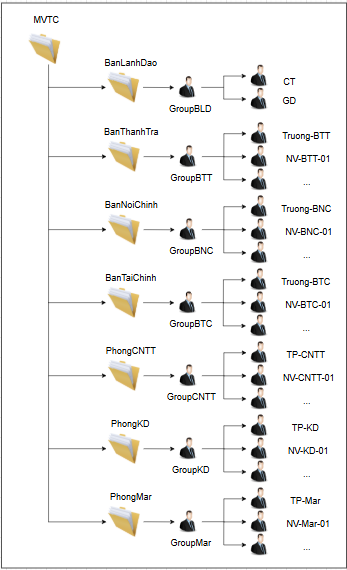 MVTC
BanLanhDao
GroupBLD
CT
GD
BanThanhTra
GroupBTT
Truong-BTT
NV-BTT-01
...
BanNoiChinh
GroupBNC
Truong-BNC
NV-BNC-01
...
BanTaiChinh
GroupBTC
Truong-BTC
NV-BTC-01
...
PhongCNTT
GroupCNTT
TP-CNTT
NV-CNTT-01
...
PhongKD
GroupKD
TP-KD
NV-KD-01
...
PhongMar
GroupMar
TP-Mar
NV-Mar-01
...